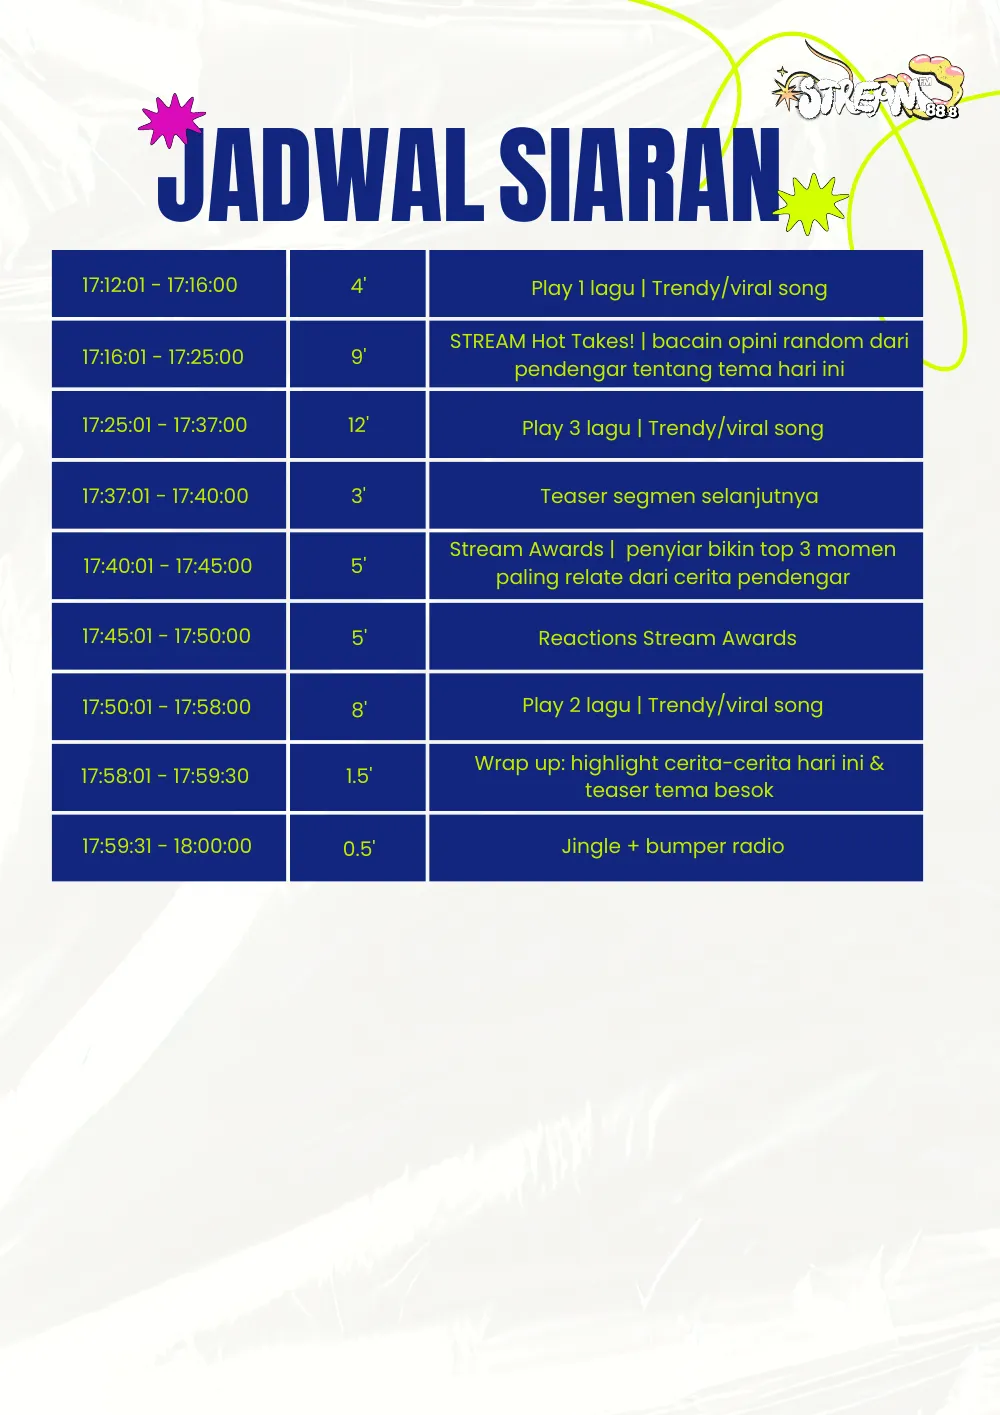 STREAM FM
88.8
JADWAL SIARAN
17:12:01 - 17:16:00 4' Play 1 lagu | Trendy/viral song
17:16:01 - 17:25:00 9' STREAM Hot Takes! | bacain opini random dari
pendengar tentang tema hari ini
17:25:01 - 17:37:00 12' Play 3 lagu | Trendy/viral song
17:37:01 - 17:40:00 3' Teaser segmen selanjutnya
17:40:01 - 17:45:00 5' Stream Awards | penyiar bikin top 3 momen
paling relate dari cerita pendengar
17:45:01 - 17:50:00 5' Reactions Stream Awards
17:50:01 - 17:58:00 8' Play 2 lagu | Trendy/viral song
17:58:01 - 17:59:30 1.5' Wrap up: highlight cerita-cerita hari ini &
teaser tema besok
17:59:31 - 18:00:00 0.5' Jingle + bumper radio